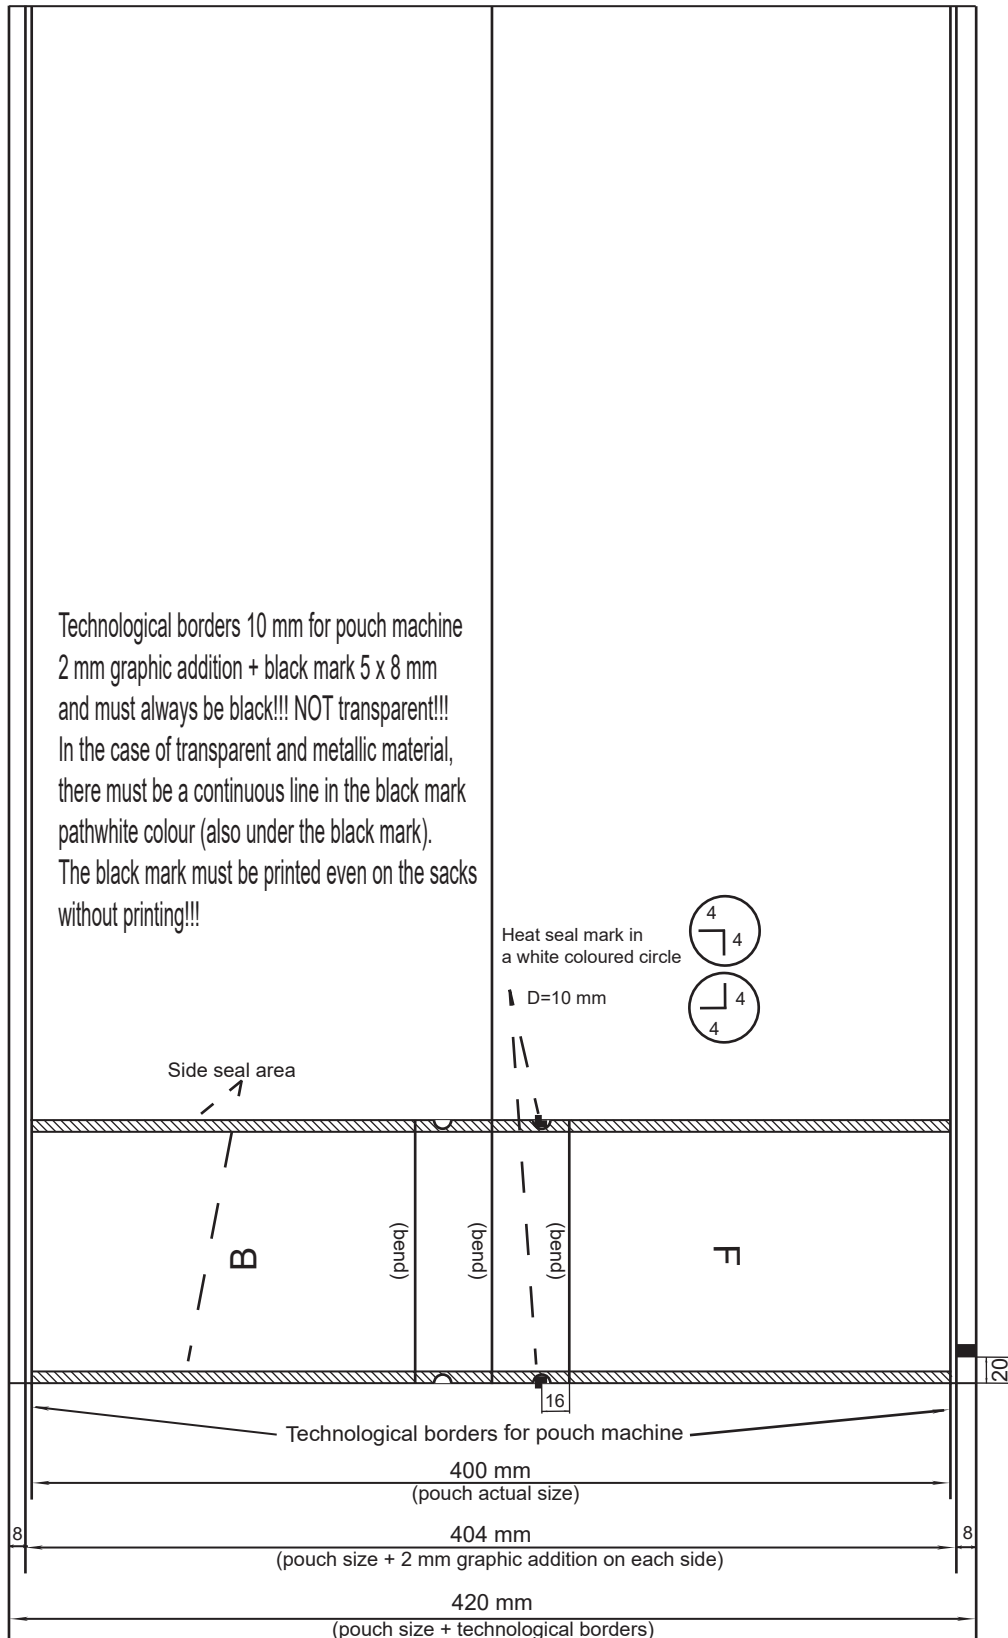 Technological borders 10 mm for pouch machine
2 mm graphic addition + black mark 5 x 8 mm
and must always be black!!! NOT transparent!!!
In the case of transparent and metallic material,
there must be a continuous line in the black mark
pathwhite colour (also under the black mark).
The black mark must be printed even on the sacks
without printing!!!
Heat seal mark in
a white coloured circle
D=10 mm
4
4
4
4
Side seal area
B
(bend)
(bend)
(bend)
F
20
16
Technological borders for pouch machine
400 mm
(pouch actual size)
8
404 mm
8
(pouch size + 2 mm graphic addition on each side)
420 mm
(pouch size + technological borders)